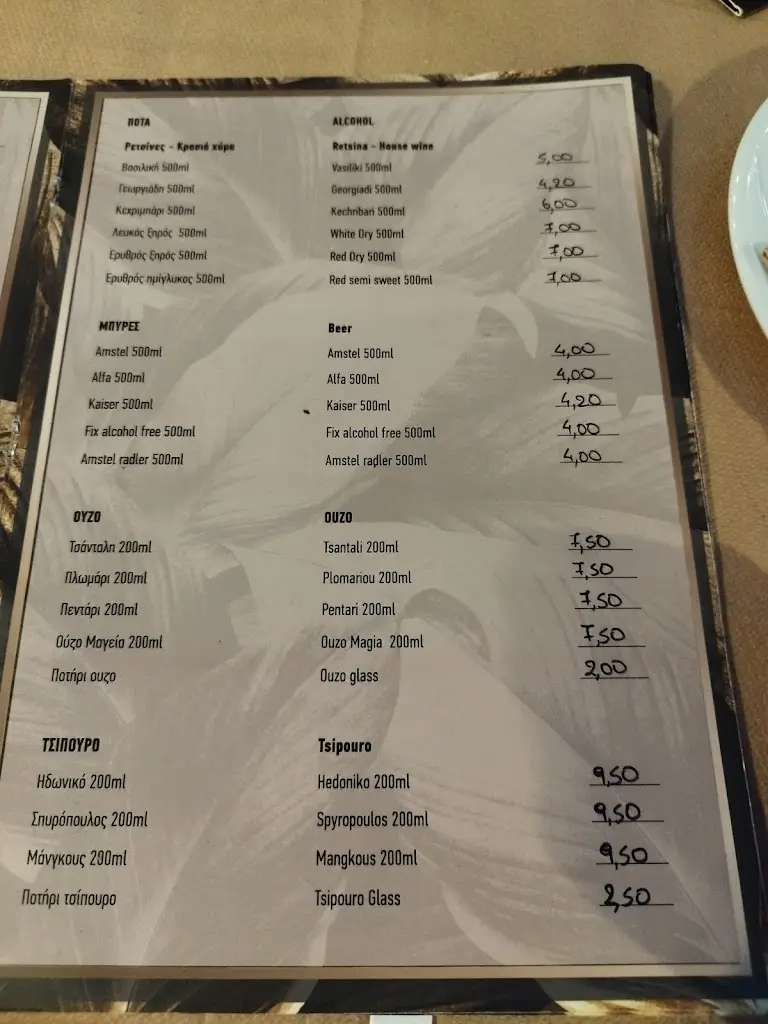 ΠΟΤΑ ALCOHOL
Ρετσίνες - Κρασιά χύμα Retsina - House wine
Βασιλική 500ml Vasiliki 500ml 5,00
Γεωργιάδη 500ml Georgiadi 500ml 4,20
Κεχριμπάρι 500ml Kechribari 500ml 6,00
Λευκός ξηρός 500ml White Dry 500ml 7,00
Ερυθρός ξηρός 500ml Red Dry 500ml 7,00
Ερυθρός ημίγλυκος 500ml Red semi sweet 500ml 7,00
ΜΠΥΡΕΣ Beer
Amstel 500ml Amstel 500ml 4,00
Alfa 500ml Alfa 500ml 4,00
Kaiser 500ml Kaiser 500ml 4,20
Fix alcohol free 500ml Fix alcohol free 500ml 4,00
Amstel radler 500ml Amstel radler 500ml 4,00
ΟΥΖΟ OUZO
Τσάνταλη 200ml Tsantali 200ml 7,50
Πλωμάρι 200ml Plomariou 200ml 7,50
Πεντάρι 200ml Pentari 200ml 7,50
Ούζο Μαγεία 200ml Ouzo Magia 200ml 7,50
Ποτήρι ουζο Ouzo glass 2,00
ΤΣΙΠΟΥΡΟ Tsipouro
Ηδωνικό 200ml Hedoniko 200ml 9,50
Σπυρόπουλος 200ml Spyropoulos 200ml 9,50
Μάνγκους 200ml Mangkous 200ml 9,50
Ποτήρι τσίπουρο Tsipouro Glass 2,50